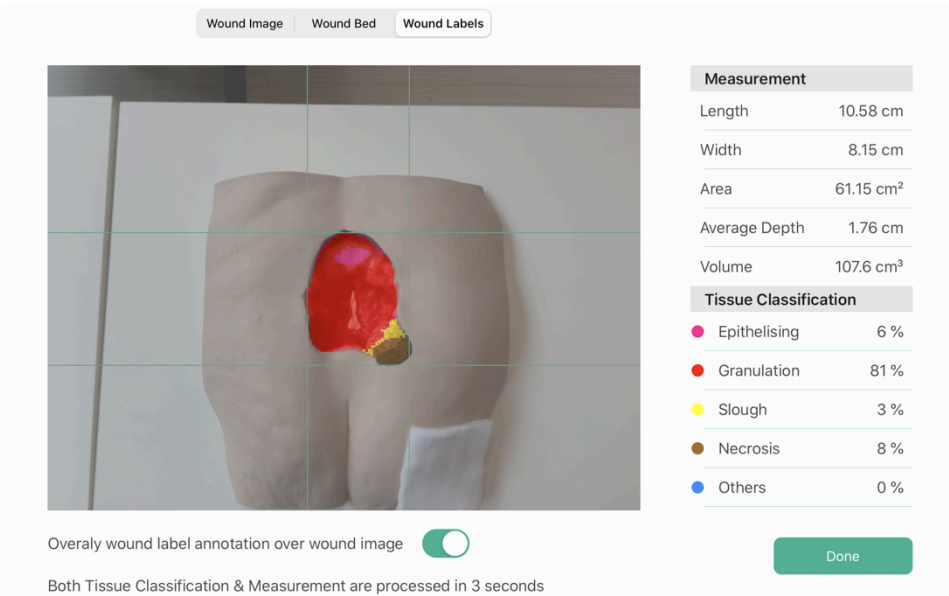 Wound Image Wound Bed Wound Labels
Measurement
Length 10.58 cm
Width 8.15 cm
Area 61.15 cm²
Average Depth 1.76 cm
Volume 107.6 cm³
Tissue Classification
Epithelising 6 %
Granulation 81 %
Slough 3 %
Necrosis 8 %
Others 0 %
Overaly wound label annotation over wound image
Done
Both Tissue Classification & Measurement are processed in 3 seconds